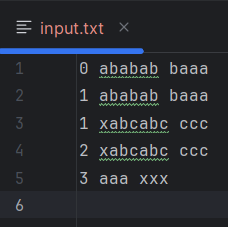 input.txt
1 0 ababab baaa
2 1 ababab baaa
3 1 xabcabc ccc
4 2 xabcabc ccc
5 3 aaa xxx
6